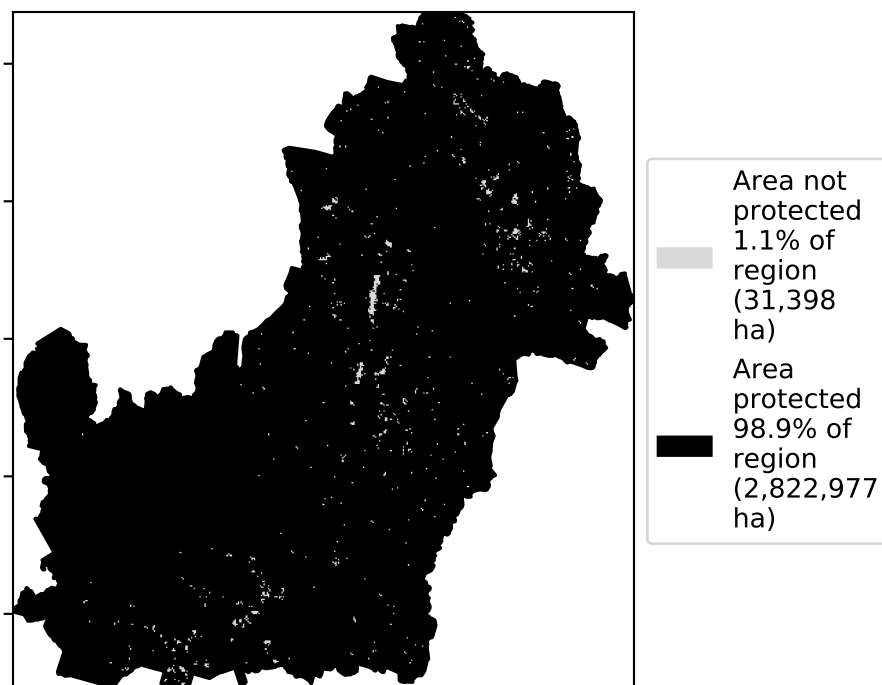 Area not
protected
1.1% of
region
(31,398
ha)
Area
protected
98.9% of
region
(2,822,977
ha)